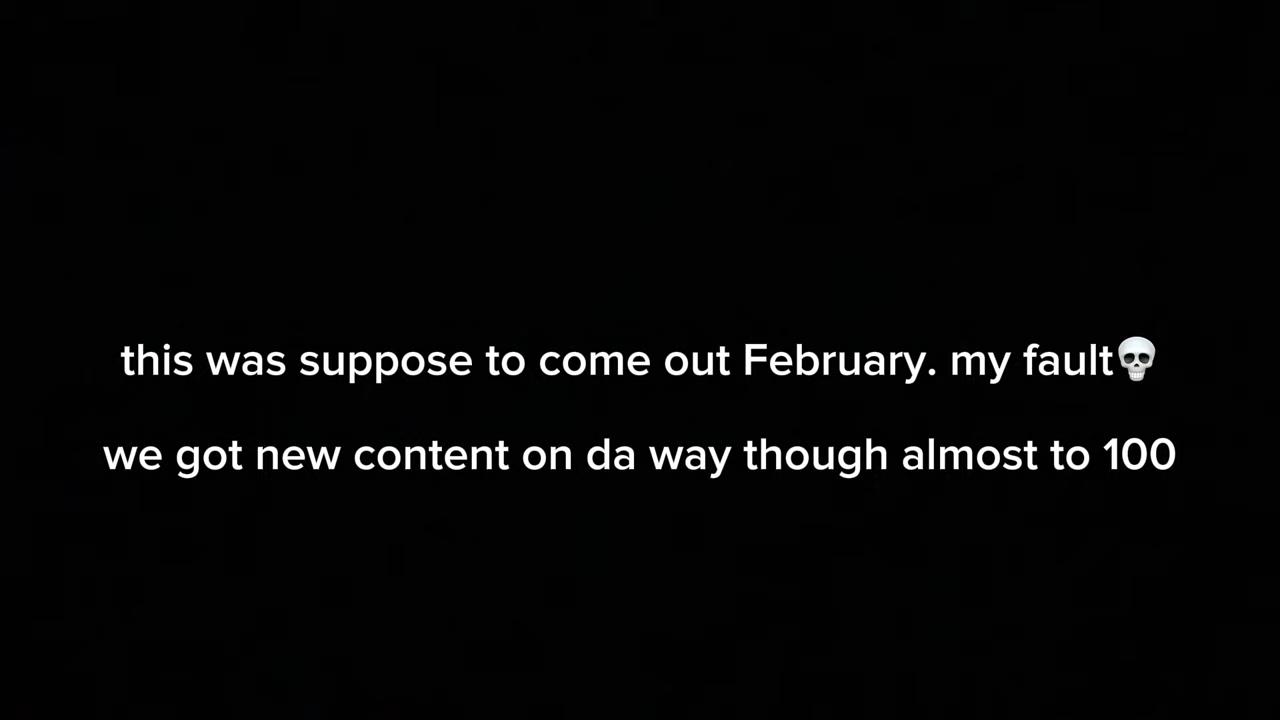 this was suppose to come out February. my fault💀
we got new content on da way though almost to 100